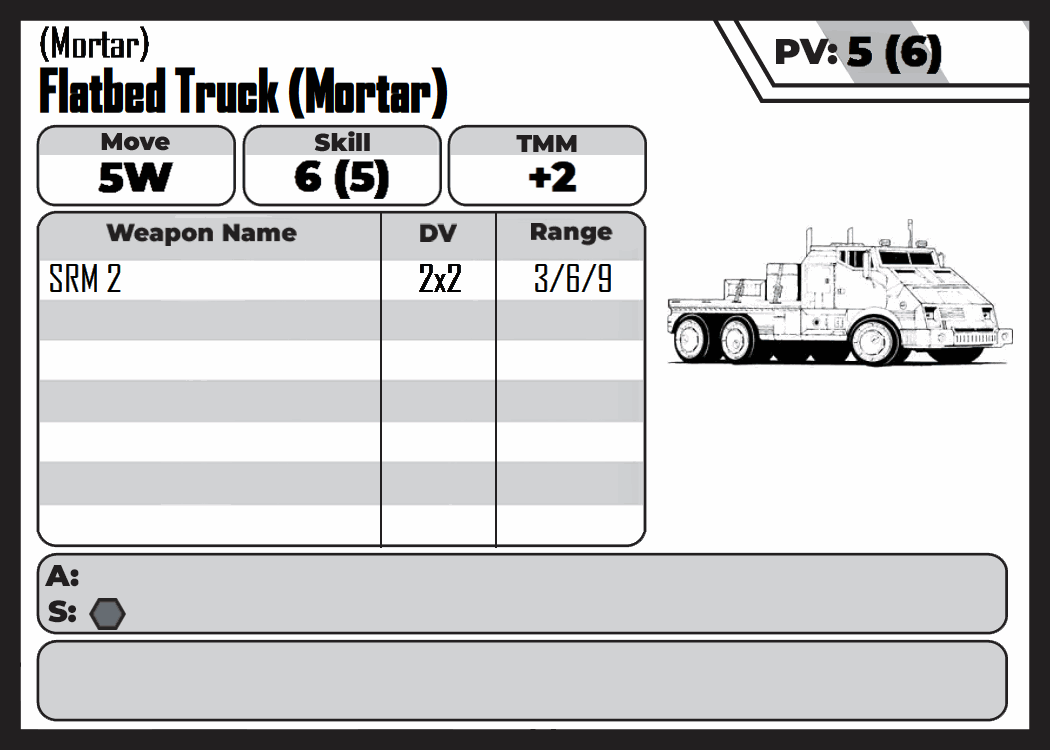 (Mortar)
Flatbed Truck (Mortar)
PV: 5 (6)
Move
5W
Skill
6 (5)
TMM
+2
Weapon Name DV Range
SRM 2 2x2 3/6/9
A:
S: